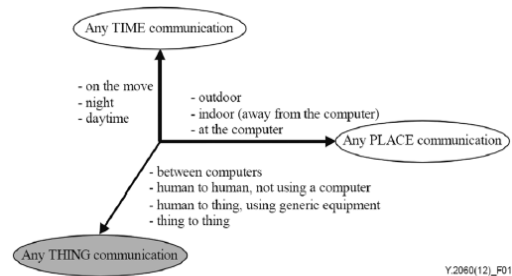 Any TIME communication
- on the move
- night
- daytime
- outdoor
- indoor (away from the computer)
- at the computer
Any PLACE communication
- between computers
- human to human, not using a computer
- human to thing, using generic equipment
- thing to thing
Any THING communication
Y.2060(12)_F01